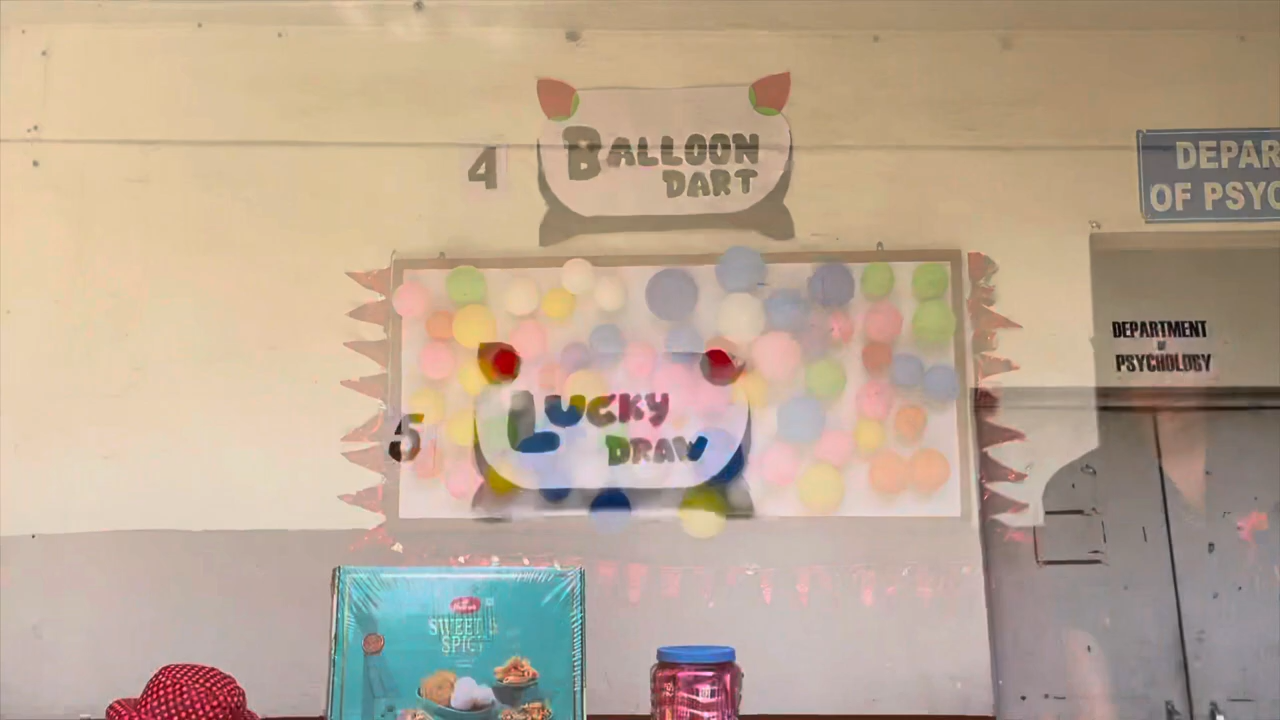 4
BALLOON
DART
DEPAR
OF PSYC
DEPARTMENT
OF
PSYCHOLOGY
5
LUCKY
DRAW
SWEET &
SPICY